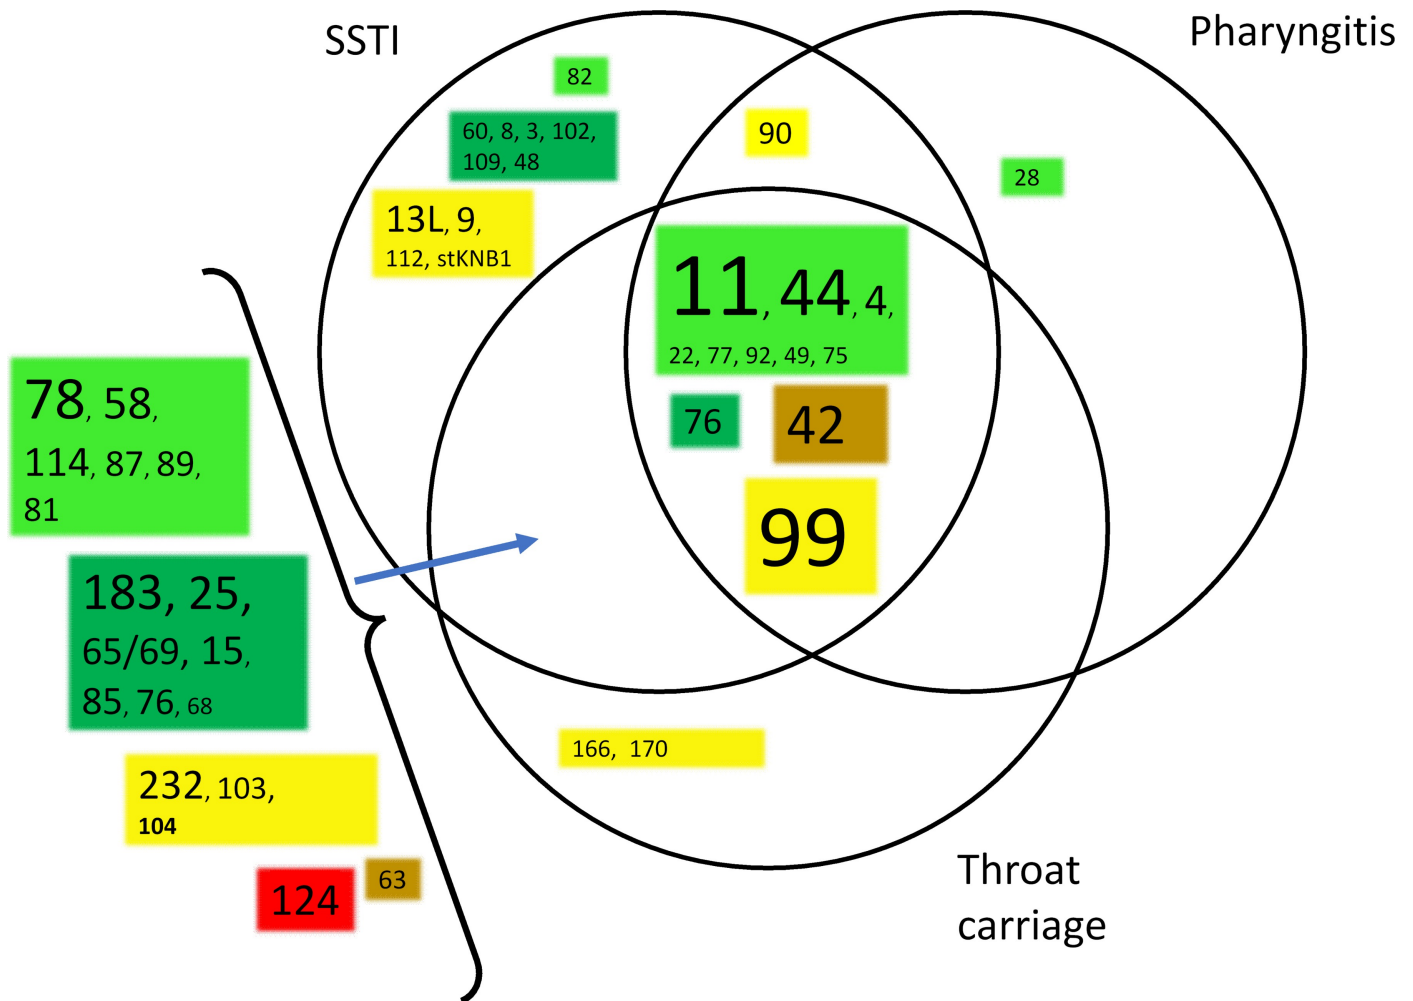 SSTI
Pharyngitis
82
60, 8, 3, 102,
109, 48
90
28
13L, 9,
112, stKNB1
11, 44, 4,
22, 77, 92, 49, 75
76
42
99
78, 58,
114, 87, 89,
81
183, 25,
65/69, 15,
85, 76, 68
232, 103,
104
124
63
166, 170
Throat
carriage